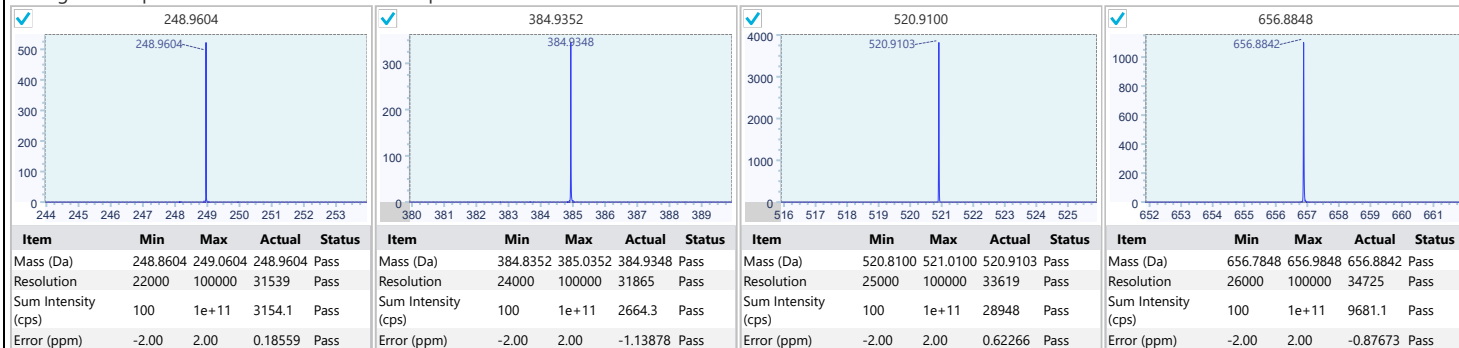 248.9604
248.9604
500
400
300
200
100
0
244 245 246 247 248 249 250 251 252 253
Item Min Max Actual Status
Mass (Da) 248.8604 249.0604 248.9604 Pass
Resolution 22000 100000 31539 Pass
Sum Intensity (cps) 100 1e+11 3154.1 Pass
Error (ppm) -2.00 2.00 0.18559 Pass
384.9352
384.9348
300
200
100
0
380 381 382 383 384 385 386 387 388 389
Item Min Max Actual Status
Mass (Da) 384.8352 385.0352 384.9348 Pass
Resolution 24000 100000 31865 Pass
Sum Intensity (cps) 100 1e+11 2664.3 Pass
Error (ppm) -2.00 2.00 -1.13878 Pass
520.9100
520.9103
4000
3000
2000
1000
0
516 517 518 519 520 521 522 523 524 525
Item Min Max Actual Status
Mass (Da) 520.8100 521.0100 520.9103 Pass
Resolution 25000 100000 33619 Pass
Sum Intensity (cps) 100 1e+11 28948 Pass
Error (ppm) -2.00 2.00 0.62266 Pass
656.8848
656.8842
1000
800
600
400
200
0
652 653 654 655 656 657 658 659 660 661
Item Min Max Actual Status
Mass (Da) 656.7848 656.9848 656.8842 Pass
Resolution 26000 100000 34725 Pass
Sum Intensity (cps) 100 1e+11 9681.1 Pass
Error (ppm) -2.00 2.00 -0.87673 Pass